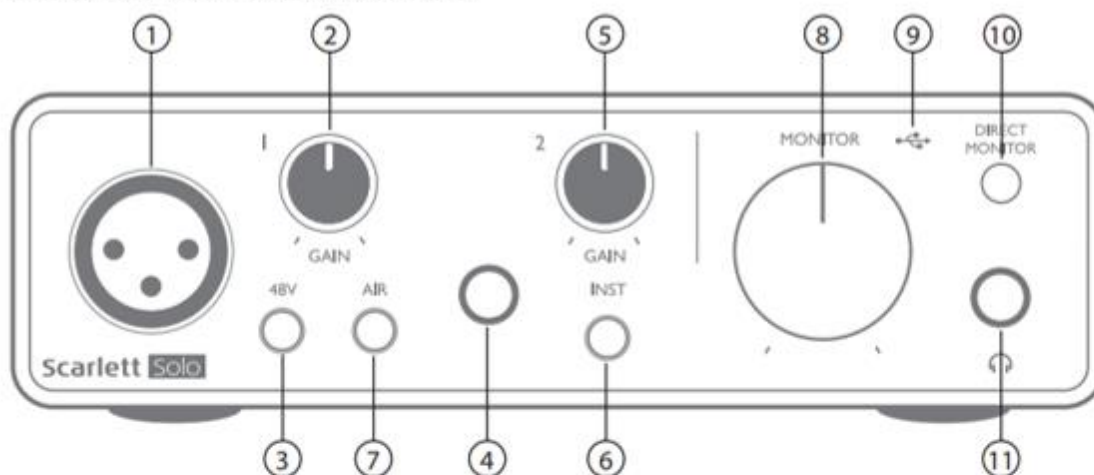 1 2 5 8 9 10
1 2 MONITOR DIRECT
MONITOR
GAIN GAIN
48V AIR INST
Scarlett Solo
3 7 4 6 11